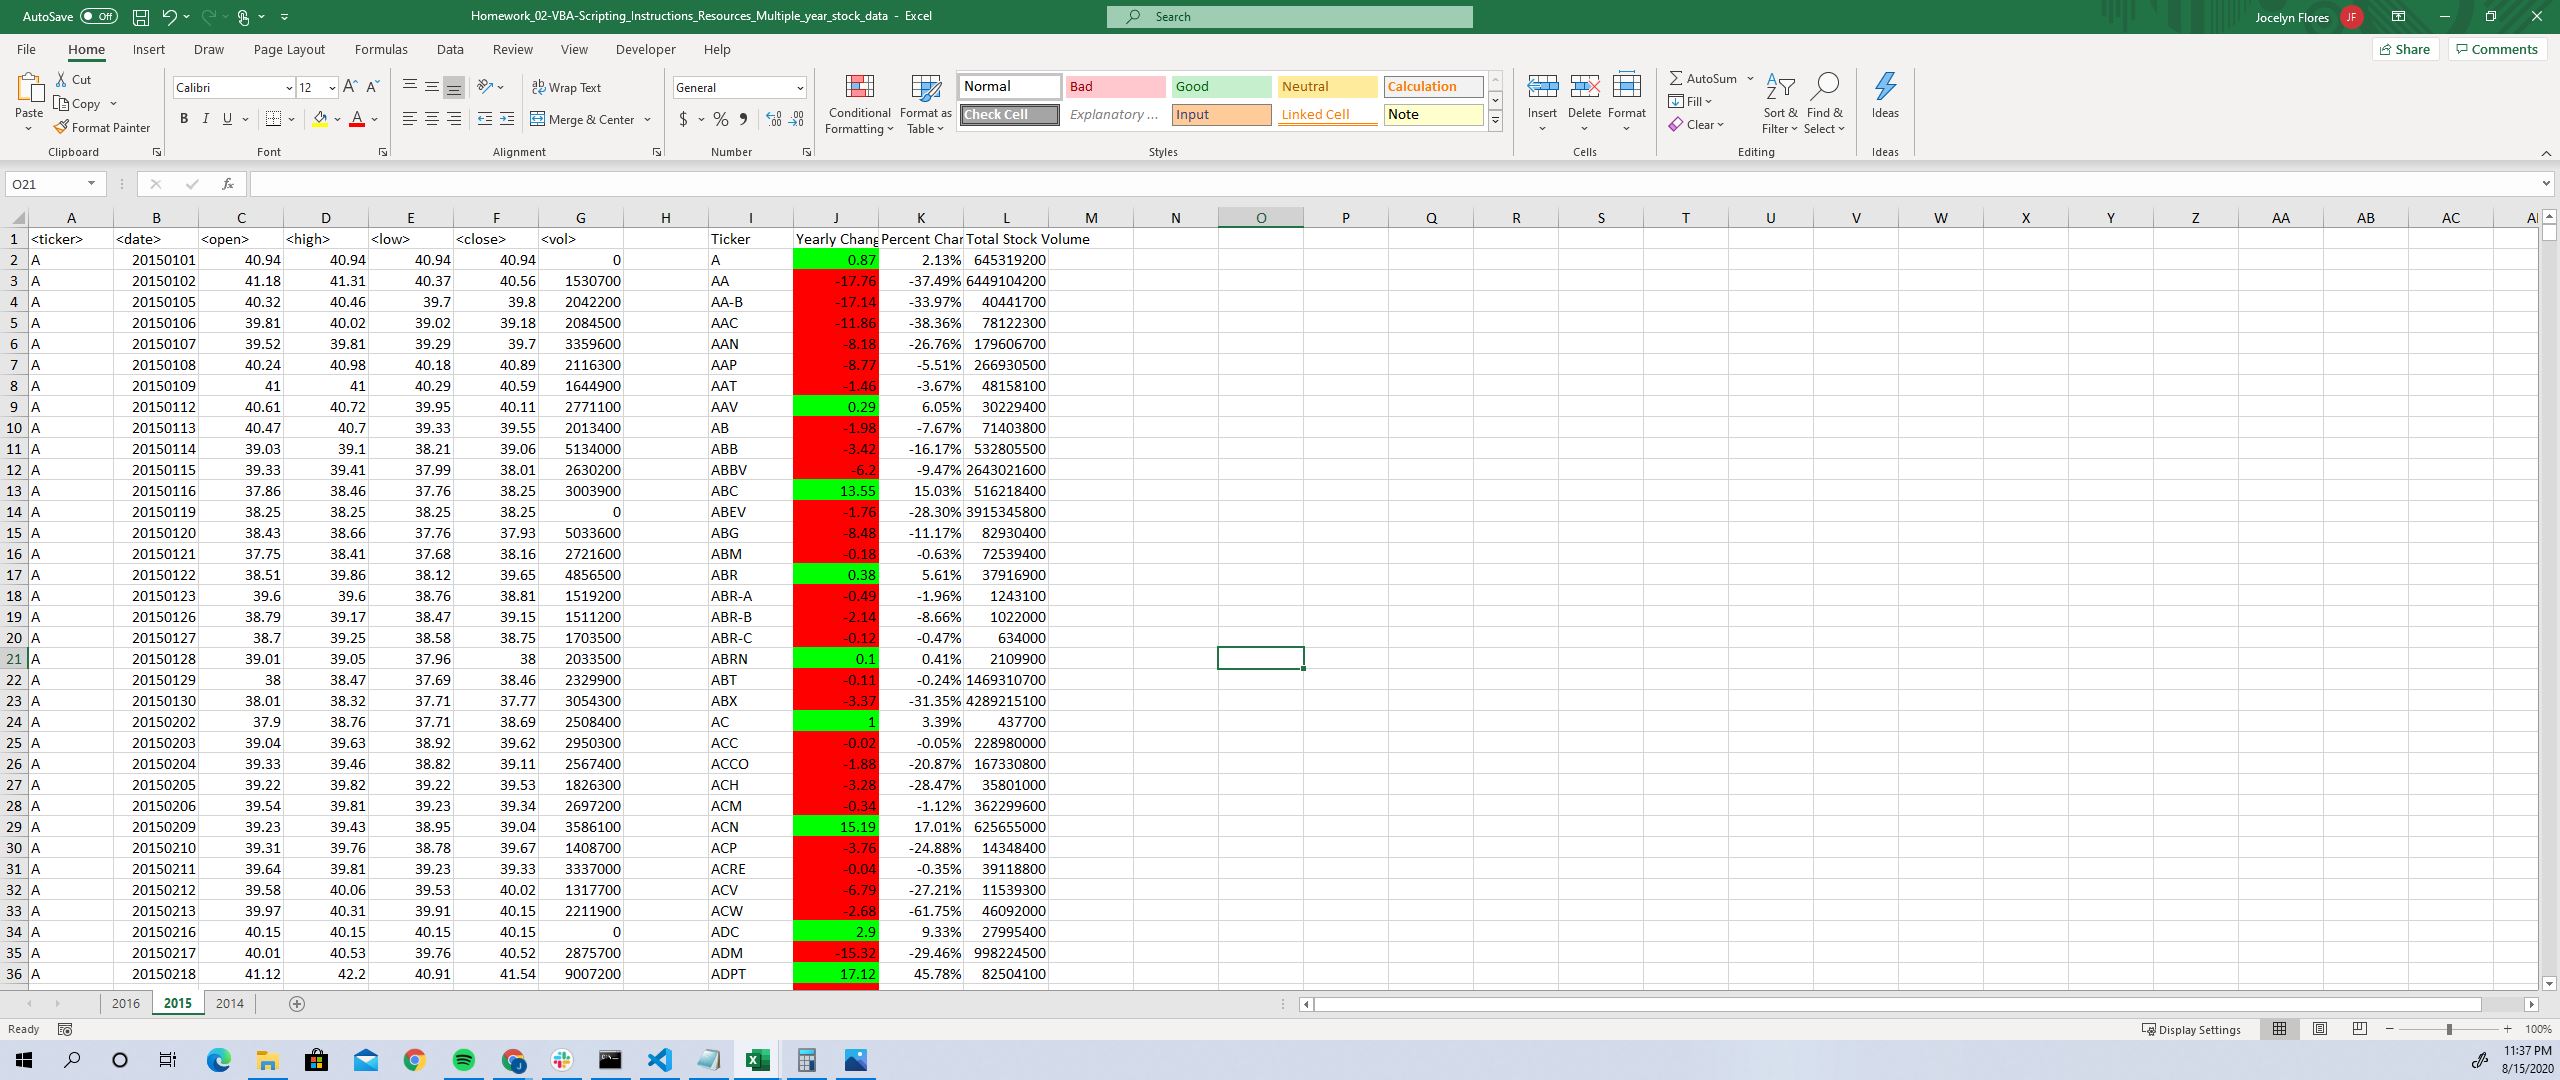 AutoSave Off Homework_02-VBA-Scripting_Instructions_Resources_Multiple_year_stock_data - Excel Search Jocelyn Flores JF
File Home Insert Draw Page Layout Formulas Data Review View Developer Help Share Comments
Paste Cut Copy Format Painter Clipboard
Calibri 12 B I U A Font
ab Wrap Text Merge & Center Alignment
General $ % Number
Conditional Formatting Format as Table
Normal Bad Good Neutral Calculation
Check Cell Explanatory ... Input Linked Cell Note
Styles
Insert Delete Format Cells
AutoSum Fill Clear Sort & Filter Find & Select Editing
Ideas Ideas
O21 fx
A B C D E F G H I J K L M N O P Q R S T U V W X Y Z AA AB AC
1 <ticker> <date> <open> <high> <low> <close> <vol> Ticker Yearly Chang Percent Char Total Stock Volume
2 A 20150101 40.94 40.94 40.94 40.94 0 A 0.87 2.13% 645319200
3 A 20150102 41.18 41.31 40.37 40.56 1530700 AA -17.76 -37.49% 6449104200
4 A 20150105 40.32 40.46 39.7 39.8 2042200 AA-B -17.14 -33.97% 40441700
5 A 20150106 39.81 40.02 39.02 39.18 2084500 AAC -11.86 -38.36% 78122300
6 A 20150107 39.52 39.81 39.29 39.7 3359600 AAN -8.18 -26.76% 179606700
7 A 20150108 40.24 40.98 40.18 40.89 2116300 AAP -8.77 -5.51% 266930500
8 A 20150109 41 41 40.29 40.59 1644900 AAT -1.46 -3.67% 48158100
9 A 20150112 40.61 40.72 39.95 40.11 2771100 AAV 0.29 6.05% 30229400
10 A 20150113 40.47 40.7 39.33 39.55 2013400 AB -1.98 -7.67% 71403800
11 A 20150114 39.03 39.1 38.21 39.06 5134000 ABB -3.42 -16.17% 532805500
12 A 20150115 39.33 39.41 37.99 38.01 2630200 ABBV -6.2 -9.47% 2643021600
13 A 20150116 37.86 38.46 37.76 38.25 3003900 ABC 13.55 15.03% 516218400
14 A 20150119 38.25 38.25 38.25 38.25 0 ABEV -1.76 -28.30% 3915345800
15 A 20150120 38.43 38.66 37.76 37.93 5033600 ABG -8.48 -11.17% 82930400
16 A 20150121 37.75 38.41 37.68 38.16 2721600 ABM -0.18 -0.63% 72539400
17 A 20150122 38.51 39.86 38.12 39.65 4856500 ABR 0.38 5.61% 37916900
18 A 20150123 39.6 39.6 38.76 38.81 1519200 ABR-A -0.49 -1.96% 1243100
19 A 20150126 38.79 39.17 38.47 39.15 1511200 ABR-B -2.14 -8.66% 1022000
20 A 20150127 38.7 39.25 38.58 38.75 1703500 ABR-C -0.12 -0.47% 634000
21 A 20150128 39.01 39.05 37.96 38 2033500 ABRN 0.1 0.41% 2109900
22 A 20150129 38 38.47 37.69 38.46 2329900 ABT -0.11 -0.24% 1469310700
23 A 20150130 38.01 38.32 37.71 37.77 3054300 ABX -3.37 -31.35% 4289215100
24 A 20150202 37.9 38.76 37.71 38.69 2508400 AC 1 3.39% 437700
25 A 20150203 39.04 39.63 38.92 39.62 2950300 ACC -0.02 -0.05% 228980000
26 A 20150204 39.33 39.46 38.82 39.11 2567400 ACCO -1.88 -20.87% 167330800
27 A 20150205 39.22 39.82 39.22 39.53 1826300 ACH -3.28 -28.47% 35801000
28 A 20150206 39.54 39.81 39.23 39.34 2697200 ACM -0.34 -1.12% 362299600
29 A 20150209 39.23 39.43 38.95 39.04 3586100 ACN 15.19 17.01% 625655000
30 A 20150210 39.31 39.76 38.78 39.67 1408700 ACP -3.76 -24.88% 14348400
31 A 20150211 39.64 39.81 39.23 39.33 3337000 ACRE -0.04 -0.35% 39118800
32 A 20150212 39.58 40.06 39.53 40.02 1317700 ACV -6.79 -27.21% 11539300
33 A 20150213 39.97 40.31 39.91 40.15 2211900 ACW -2.68 -61.75% 46092000
34 A 20150216 40.15 40.15 40.15 40.15 0 ADC 2.9 9.33% 27995400
35 A 20150217 40.01 40.53 39.76 40.52 2875700 ADM -15.32 -29.46% 998224500
36 A 20150218 41.12 42.2 40.91 41.54 9007200 ADPT 17.12 45.78% 82504100
2016 2015 2014
Ready Display Settings 100%
11:37 PM
8/15/2020